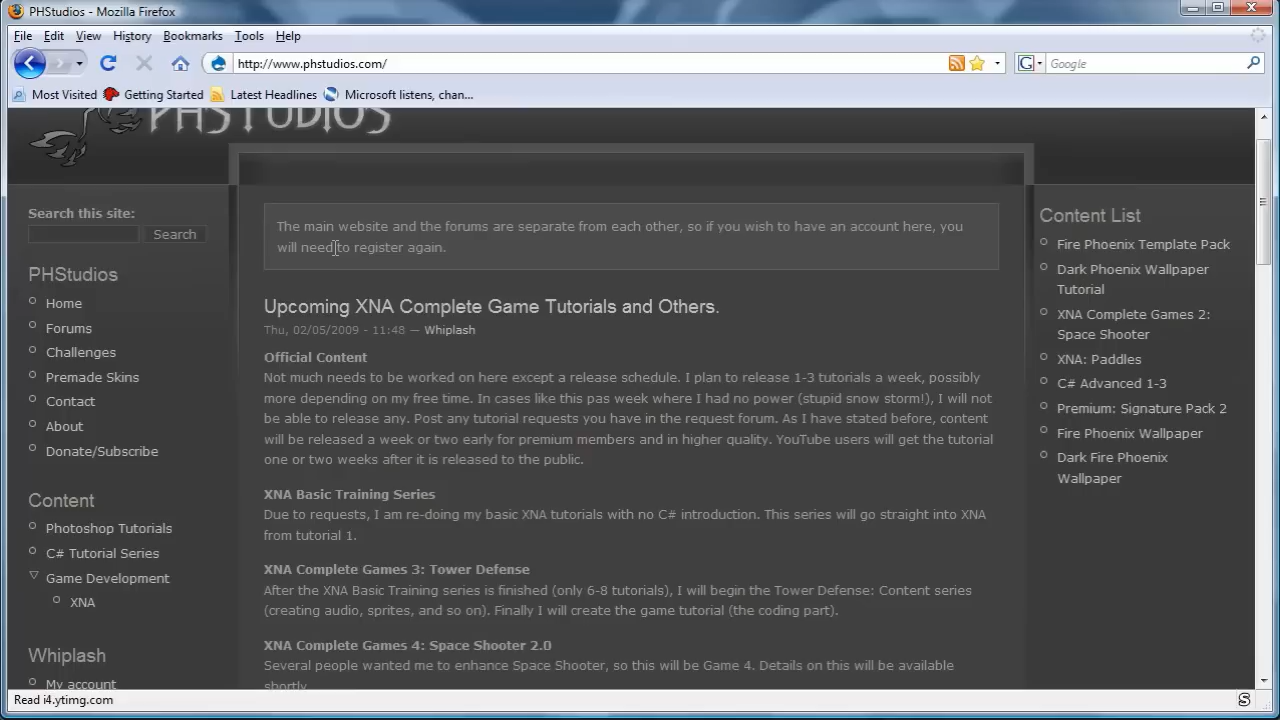 PHStudios - Mozilla Firefox
File Edit View History Bookmarks Tools Help
http://www.phstudios.com/
Google
Most Visited Getting Started Latest Headlines Microsoft listens, chan...
PHSTUDIOS
Search this site:
Search
PHStudios
Home
Forums
Challenges
Premade Skins
Contact
About
Donate/Subscribe
Content
Photoshop Tutorials
C# Tutorial Series
Game Development
XNA
Whiplash
My account
The main website and the forums are separate from each other, so if you wish to have an account here, you
will need to register again.
Upcoming XNA Complete Game Tutorials and Others.
Thu, 02/05/2009 - 11:48 — Whiplash
Official Content
Not much needs to be worked on here except a release schedule. I plan to release 1-3 tutorials a week, possibly
more depending on my free time. In cases like this pas week where I had no power (stupid snow storm!), I will not
be able to release any. Post any tutorial requests you have in the request forum. As I have stated before, content
will be released a week or two early for premium members and in higher quality. YouTube users will get the tutorial
one or two weeks after it is released to the public.
XNA Basic Training Series
Due to requests, I am re-doing my basic XNA tutorials with no C# introduction. This series will go straight into XNA
from tutorial 1.
XNA Complete Games 3: Tower Defense
After the XNA Basic Training series is finished (only 6-8 tutorials), I will begin the Tower Defense: Content series
(creating audio, sprites, and so on). Finally I will create the game tutorial (the coding part).
XNA Complete Games 4: Space Shooter 2.0
Several people wanted me to enhance Space Shooter, so this will be Game 4. Details on this will be available
shortly.
Content List
Fire Phoenix Template Pack
Dark Phoenix Wallpaper
Tutorial
XNA Complete Games 2:
Space Shooter
XNA: Paddles
C# Advanced 1-3
Premium: Signature Pack 2
Fire Phoenix Wallpaper
Dark Fire Phoenix
Wallpaper
Read i4.ytimg.com